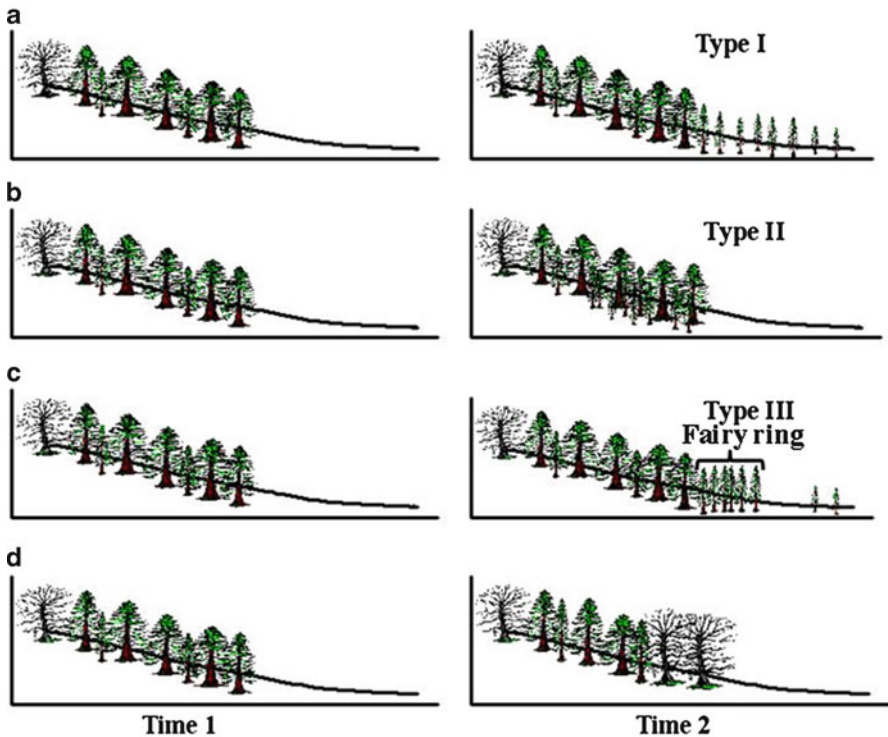 a
Type I
b
Type II
c
Type III
Fairy ring
d
Time 1
Time 2